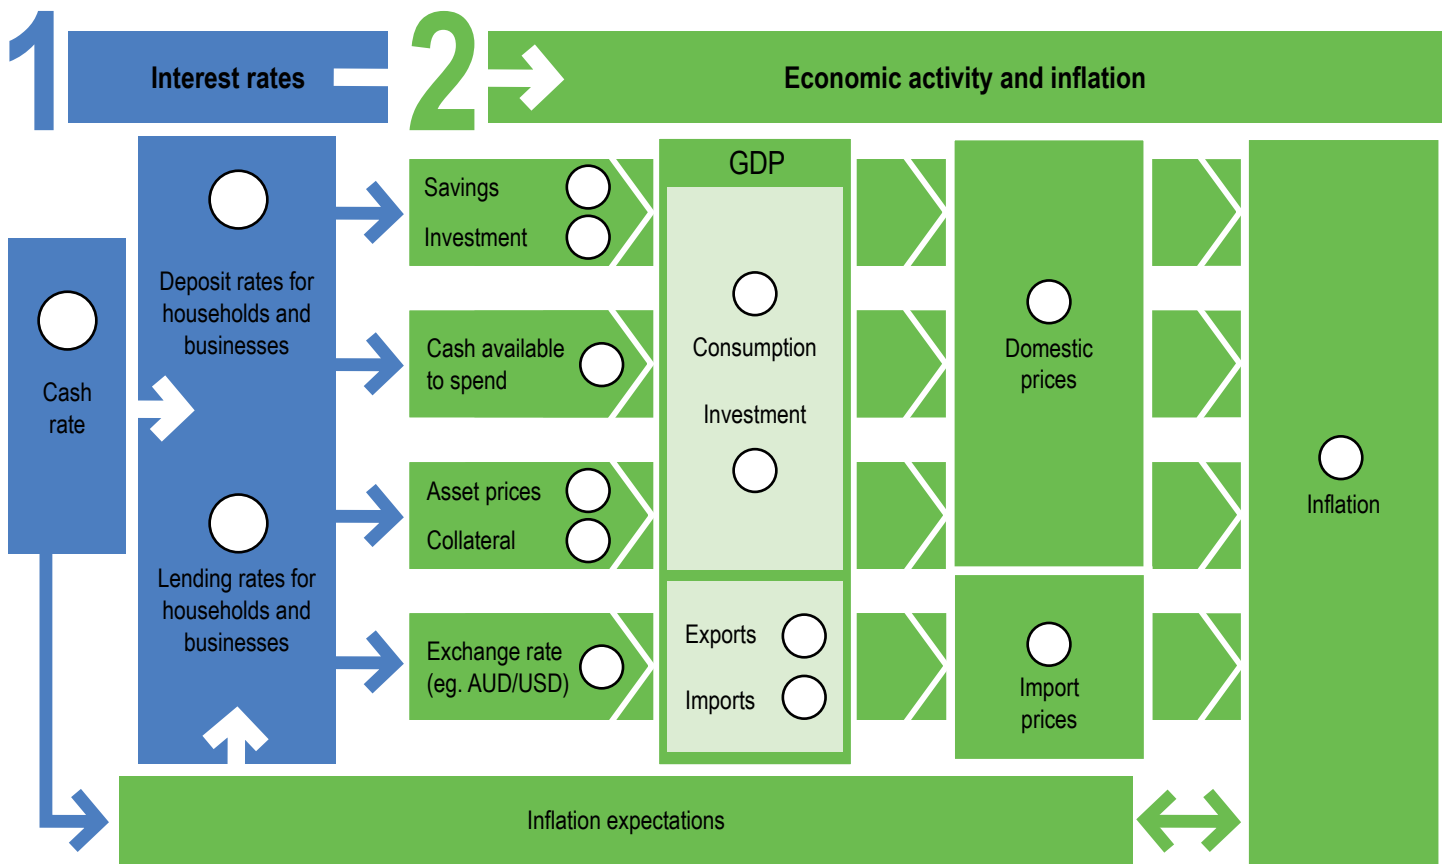 1
Interest rates
2
Economic activity and inflation
Cash
rate
Deposit rates for
households and
businesses
Lending rates for
households and
businesses
Savings
Investment
Cash available
to spend
Asset prices
Collateral
Exchange rate
(eg. AUD/USD)
GDP
Consumption
Investment
Exports
Imports
Domestic
prices
Import
prices
Inflation
Inflation expectations